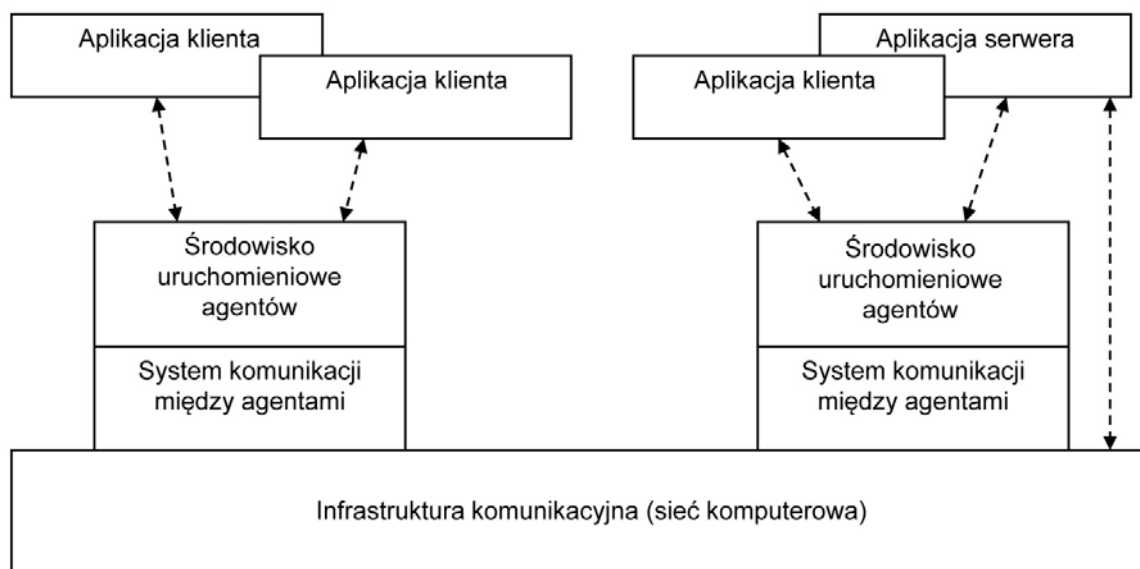 Aplikacja klienta
Aplikacja klienta
Aplikacja serwera
Aplikacja klienta
Środowisko
uruchomieniowe
agentów
System komunikacji
między agentami
Środowisko
uruchomieniowe
agentów
System komunikacji
między agentami
Infrastruktura komunikacyjna (sieć komputerowa)